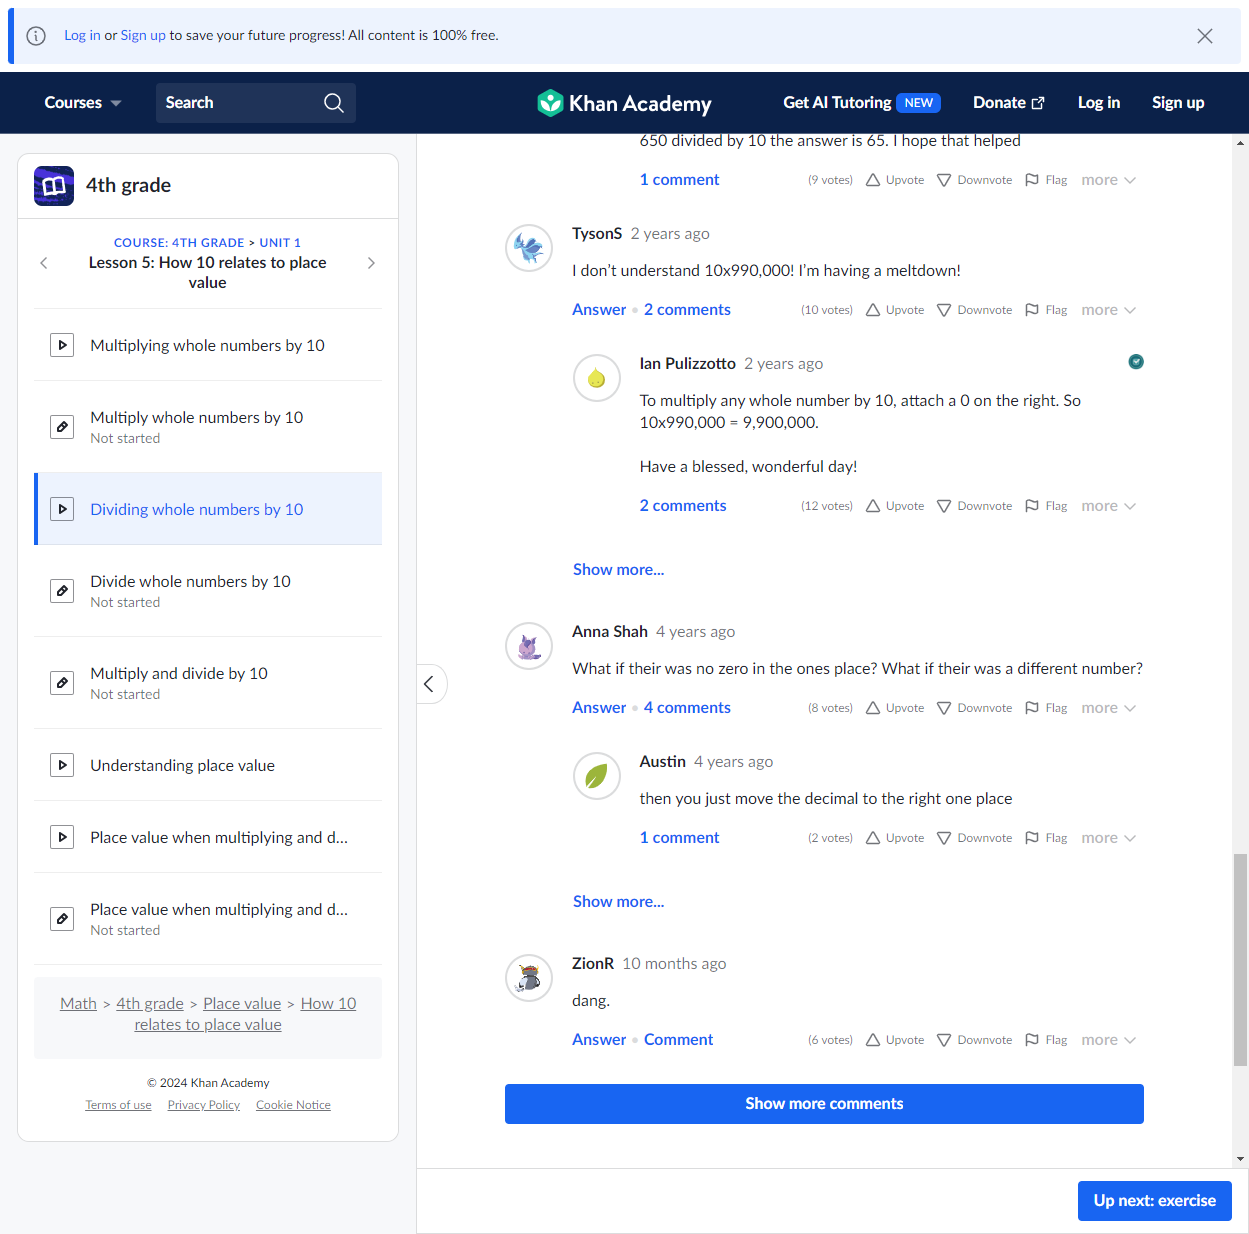 Log in or Sign up to save your future progress! All content is 100% free.
Courses
Search
Khan Academy
Get AI Tutoring NEW
Donate
Log in
Sign up
4th grade
COURSE: 4TH GRADE > UNIT 1
Lesson 5: How 10 relates to place
value
Multiplying whole numbers by 10
Multiply whole numbers by 10
Not started
Dividing whole numbers by 10
Divide whole numbers by 10
Not started
Multiply and divide by 10
Not started
Understanding place value
Place value when multiplying and d...
Place value when multiplying and d...
Not started
Math > 4th grade > Place value > How 10
relates to place value
© 2024 Khan Academy
Terms of use Privacy Policy Cookie Notice
650 divided by 10 the answer is 65. I hope that helped
1 comment (9 votes) Upvote Downvote Flag more
TysonS 2 years ago
I don’t understand 10x990,000! I’m having a meltdown!
Answer • 2 comments (10 votes) Upvote Downvote Flag more
Ian Pulizzotto 2 years ago
To multiply any whole number by 10, attach a 0 on the right. So
10x990,000 = 9,900,000.
Have a blessed, wonderful day!
2 comments (12 votes) Upvote Downvote Flag more
Show more...
Anna Shah 4 years ago
What if their was no zero in the ones place? What if their was a different number?
Answer • 4 comments (8 votes) Upvote Downvote Flag more
Austin 4 years ago
then you just move the decimal to the right one place
1 comment (2 votes) Upvote Downvote Flag more
Show more...
ZionR 10 months ago
dang.
Answer • Comment (6 votes) Upvote Downvote Flag more
Show more comments
Up next: exercise